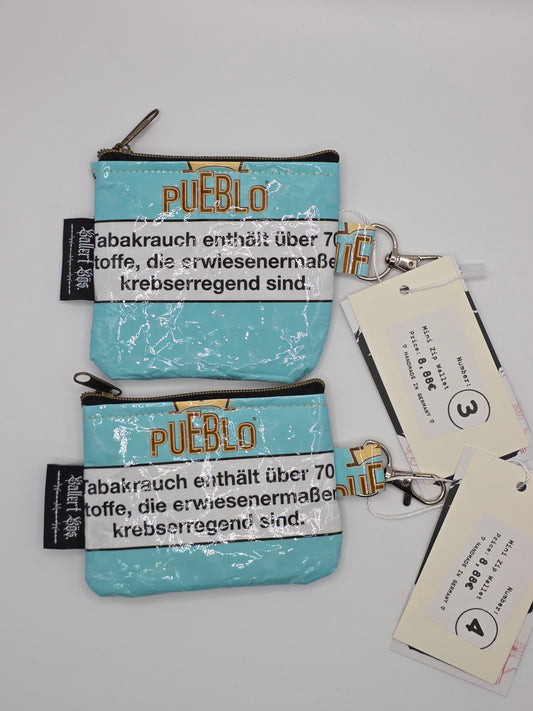 PUEBLO
Tabakrauch enthält über 70
toffe, die erwiesenermaßen
krebserregend sind.
Ballert Kös.
Number:
3
Mini Zip Wallet
Price: 8,88€
♡ HANDMADE IN GERMANY ♡
PUEBLO
Tabakrauch enthält über 70
toffe, die erwiesenermaßen
krebserregend sind.
Number:
4
Mini Zip Wallet
Price: 8,88€
♡ HANDMADE IN GERMANY ♡